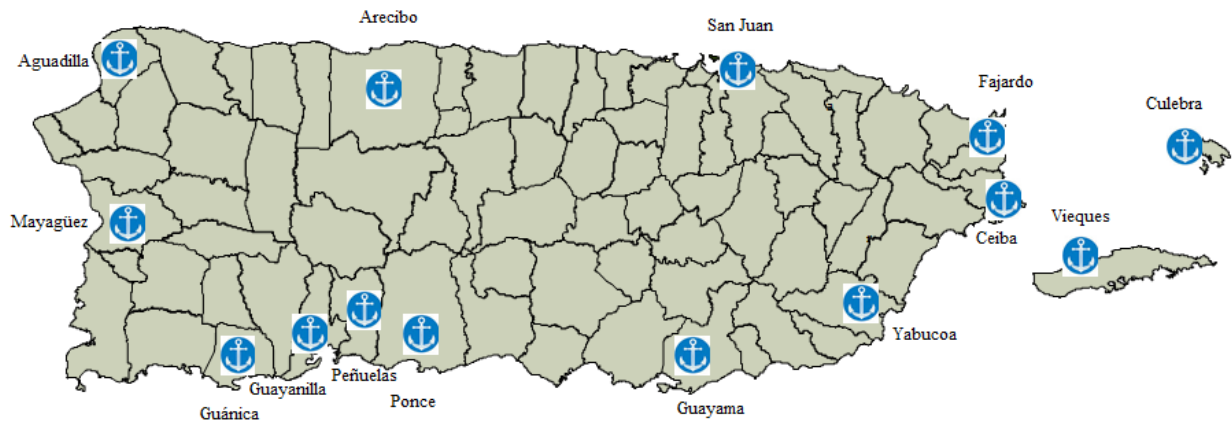 Arecibo
San Juan
Aguadilla
Fajardo
Culebra
Mayagüez
Vieques
Ceiba
Yabucoa
Peñuelas
Guayanilla
Ponce
Guayama
Guánica